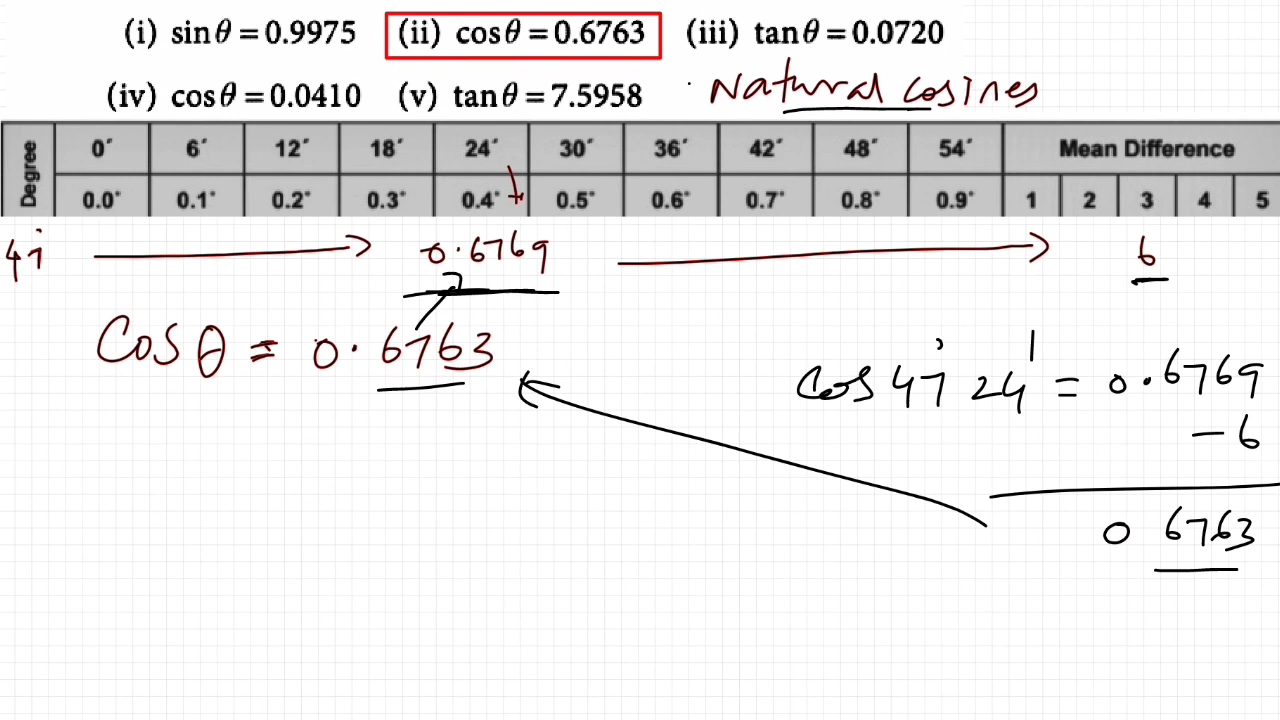 (i) sinθ = 0.9975 (ii) cosθ = 0.6763 (iii) tanθ = 0.0720
(iv) cosθ = 0.0410 (v) tanθ = 7.5958 Natural cosines
Degree 0′ 6′ 12′ 18′ 24′ 30′ 36′ 42′ 48′ 54′ Mean Difference
0.0° 0.1° 0.2° 0.3° 0.4° 0.5° 0.6° 0.7° 0.8° 0.9° 1 2 3 4 5
47° → 0.6769 → 6
Cosθ = 0.6763
Cos 47° 24′ = 0.6769
– 6
0 6763